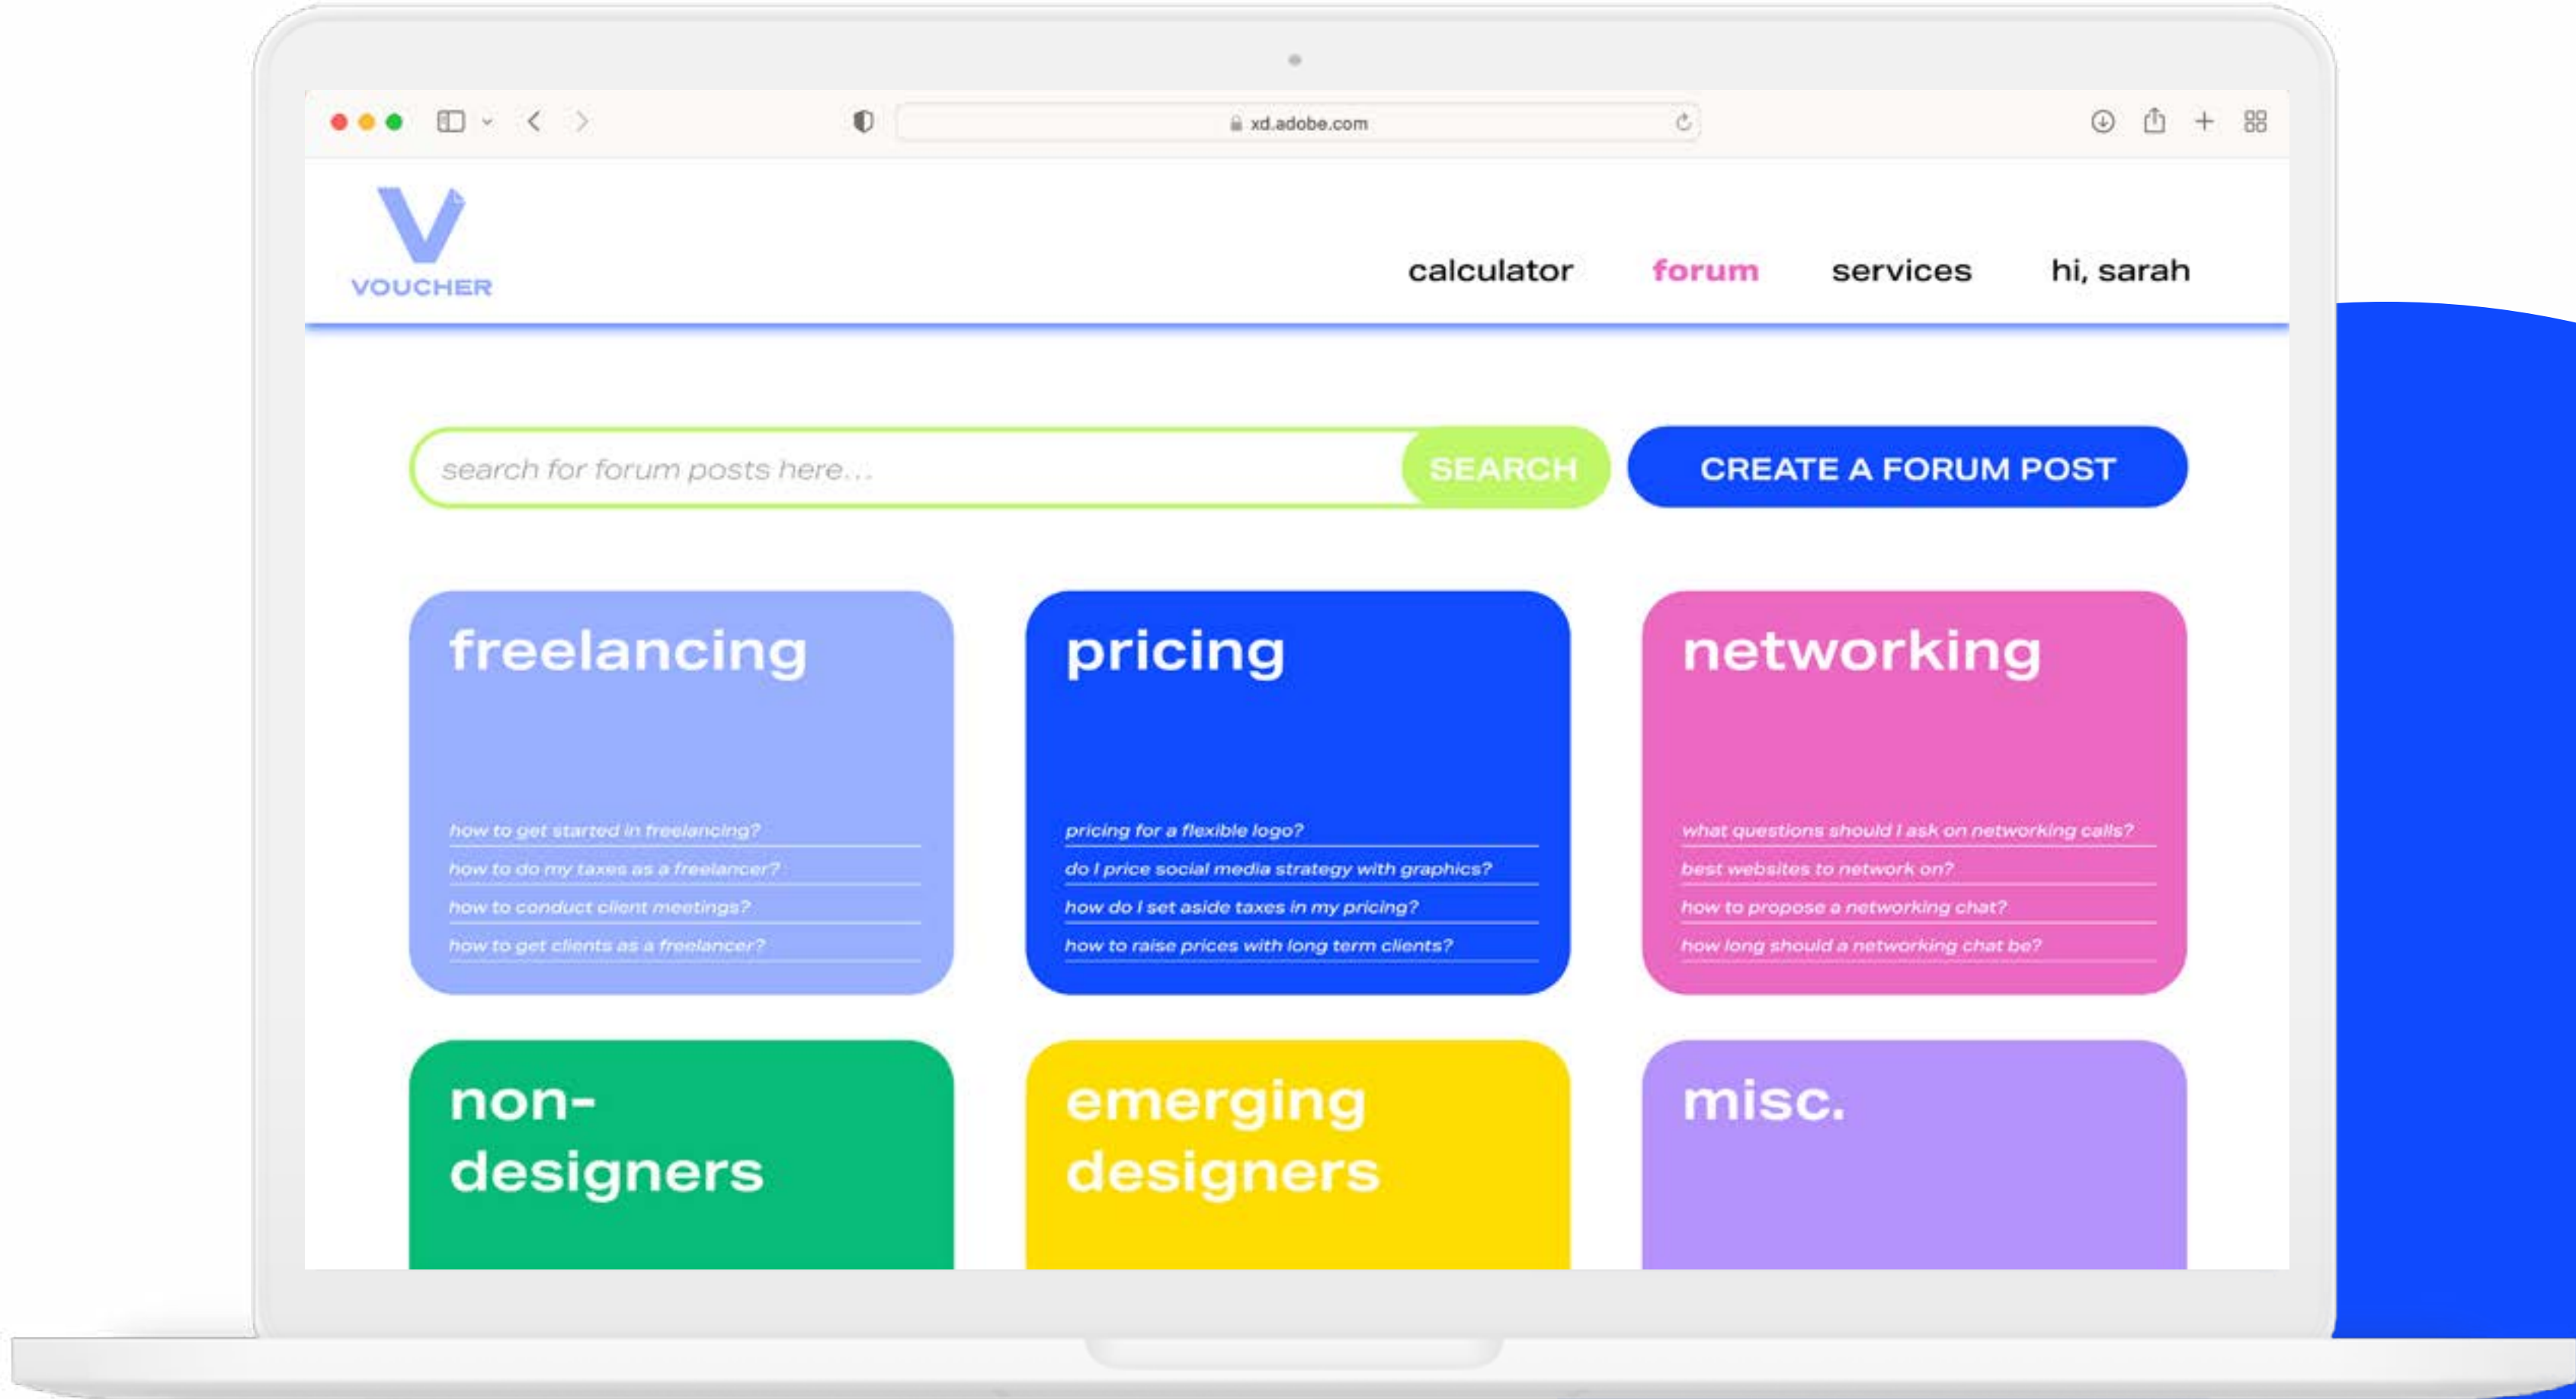 xd.adobe.com
VOUCHER
calculator forum services hi, sarah
search for forum posts here...
SEARCH
CREATE A FORUM POST
freelancing
how to get started in freelancing?
how to do my taxes as a freelancer?
how to conduct client meetings?
how to get clients as a freelancer?
pricing
pricing for a flexible logo?
do I price social media strategy with graphics?
how do I set aside taxes in my pricing?
how to raise prices with long term clients?
networking
what questions should I ask on networking calls?
best websites to network on?
how to propose a networking chat?
how long should a networking chat be?
non-
designers
emerging
designers
misc.